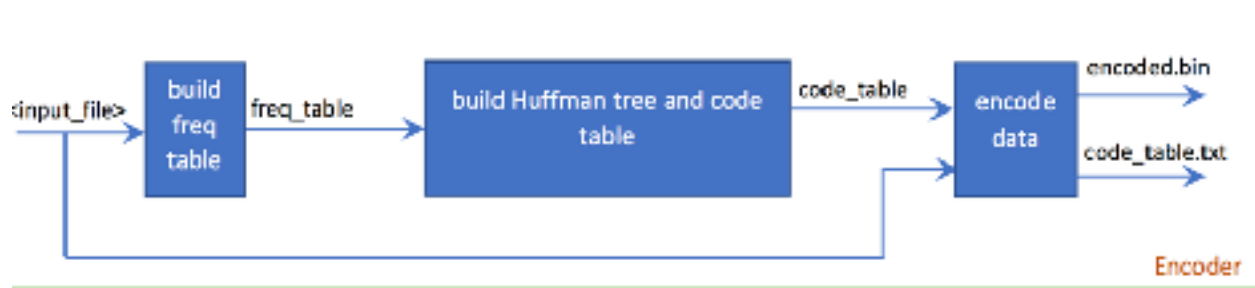 <input_file>
build
freq
table
freq_table
build Huffman tree and code
table
code_table
encode
data
encoded.bin
code_table.txt
Encoder